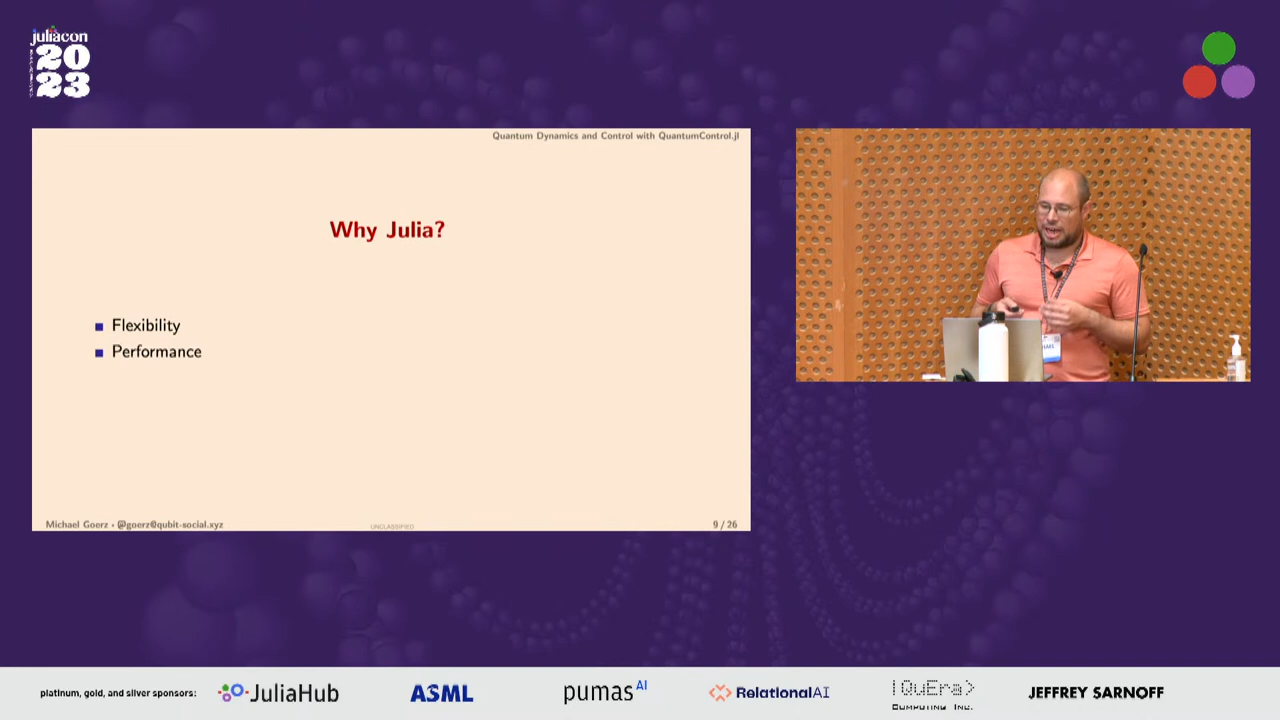 juliacon
20
23
Quantum Dynamics and Control with QuantumControl.jl
Why Julia?
Flexibility
Performance
Michael Goerz • @goerz@qubit-social.xyz
UNCLASSIFIED
9 / 26
platinum, gold, and silver sponsors:
JuliaHub
ASML
pumas AI
RelationalAI
|QuEra>
COMPUTING INC.
JEFFREY SARNOFF